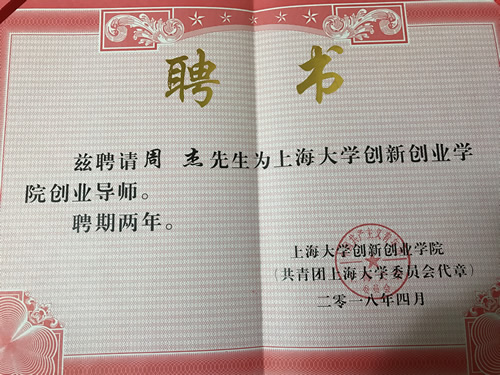 聘 书
兹聘请周 杰先生为上海大学创新创业学
院创业导师。
聘期两年。
上海大学创新创业学院
（共青团上海大学委员会代章）
二零一八年四月